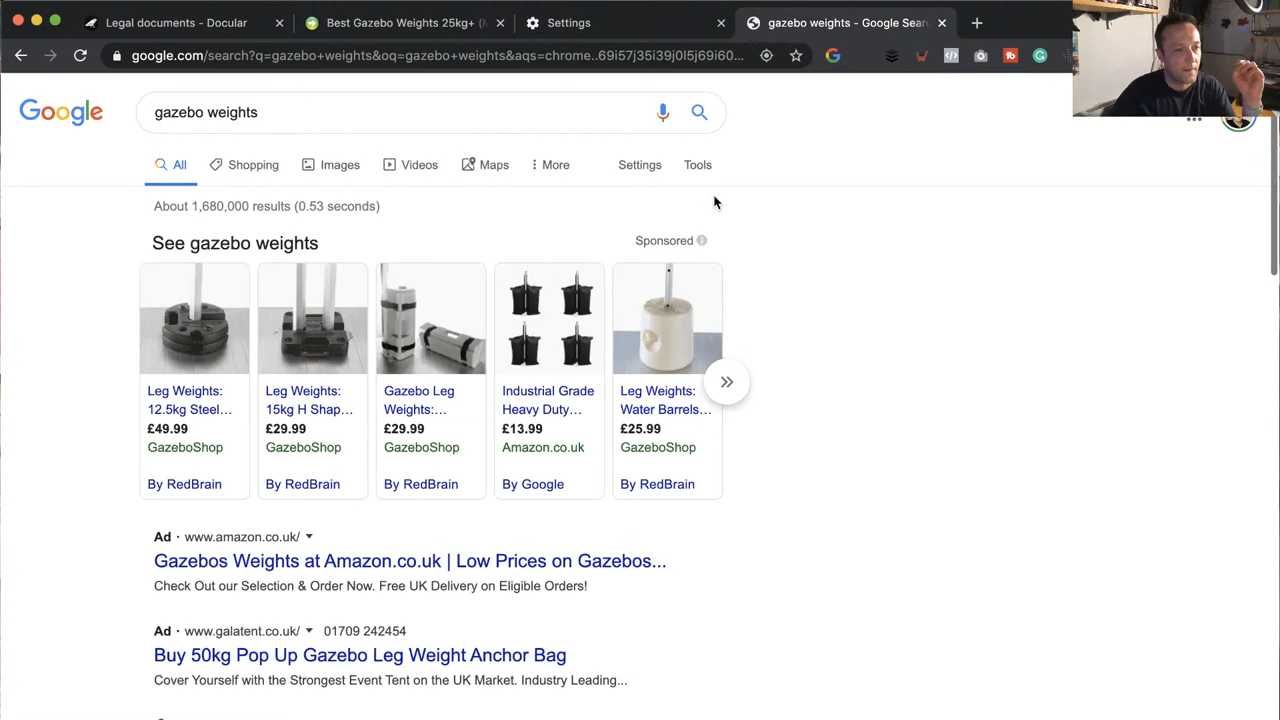 Legal documents - Docular
Best Gazebo Weights 25kg+ (
Settings
gazebo weights - Google Sear
google.com/search?q=gazebo+weights&oq=gazebo+weights&aqs=chrome..69i57j35i39j0l5j69i60...
Google
gazebo weights
All
Shopping
Images
Videos
Maps
More
Settings
Tools
About 1,680,000 results (0.53 seconds)
See gazebo weights
Sponsored
Leg Weights:
12.5kg Steel...
£49.99
GazeboShop
By RedBrain
Leg Weights:
15kg H Shap...
£29.99
GazeboShop
By RedBrain
Gazebo Leg
Weights:...
£29.99
GazeboShop
By RedBrain
Industrial Grade
Heavy Duty...
£13.99
Amazon.co.uk
By Google
Leg Weights:
Water Barrels...
£25.99
GazeboShop
By RedBrain
Ad · www.amazon.co.uk/
Gazebos Weights at Amazon.co.uk | Low Prices on Gazebos...
Check Out our Selection & Order Now. Free UK Delivery on Eligible Orders!
Ad · www.galatent.co.uk/ 01709 242454
Buy 50kg Pop Up Gazebo Leg Weight Anchor Bag
Cover Yourself with the Strongest Event Tent on the UK Market. Industry Leading...